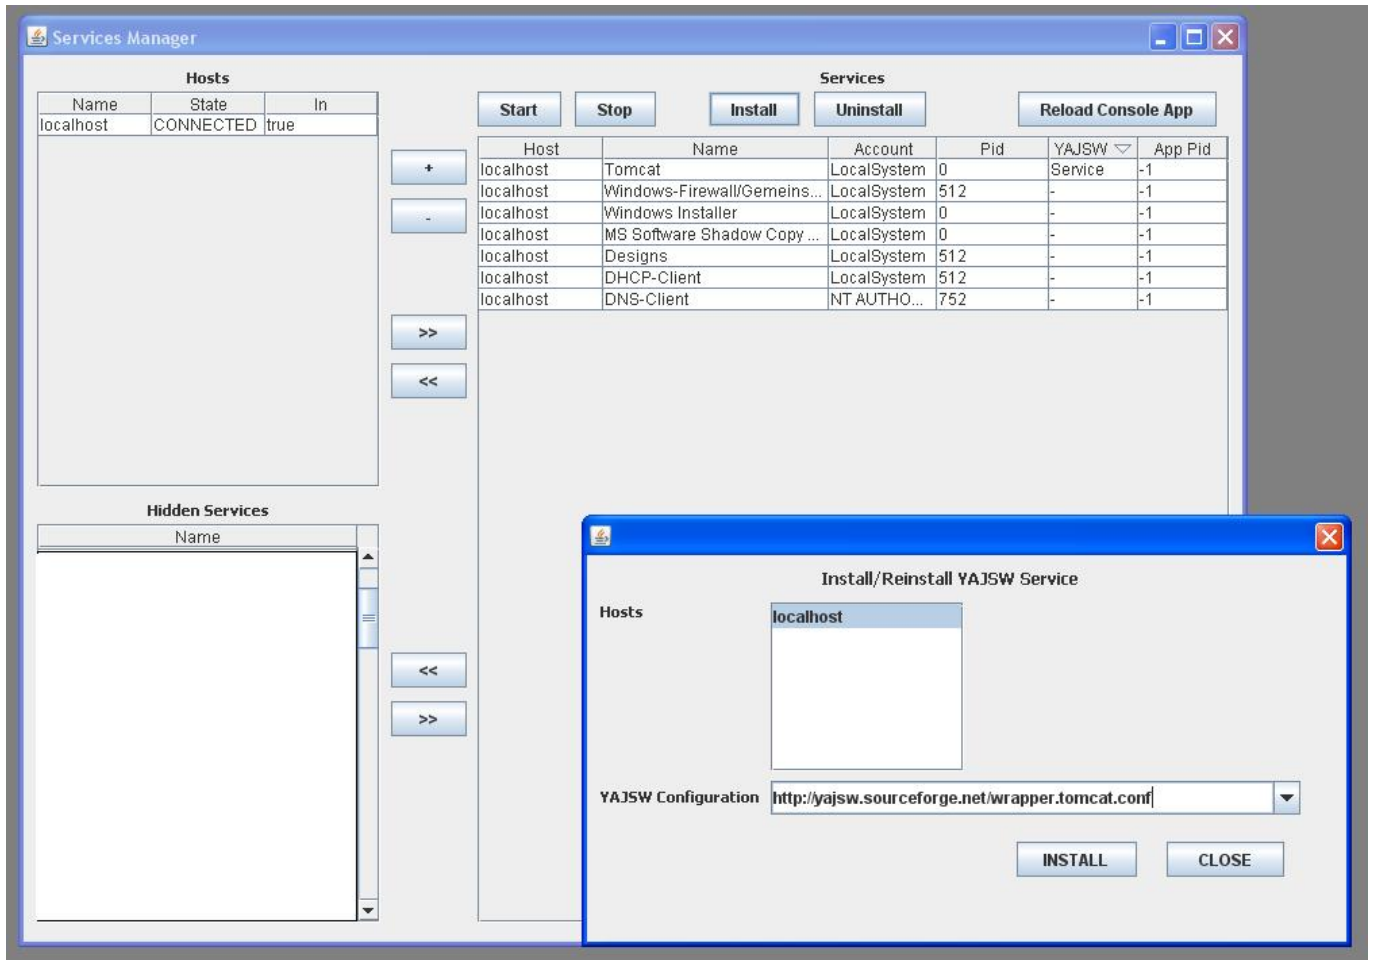 Services Manager
Hosts
Name State In
localhost CONNECTED true
+
-
>>
<<
Services
Start Stop Install Uninstall Reload Console App
Host Name Account Pid YAJSW App Pid
localhost Tomcat LocalSystem 0 Service -1
localhost Windows-Firewall/Gemeins... LocalSystem 512 - -1
localhost Windows Installer LocalSystem 0 - -1
localhost MS Software Shadow Copy ... LocalSystem 0 - -1
localhost Designs LocalSystem 512 - -1
localhost DHCP-Client LocalSystem 512 - -1
localhost DNS-Client NT AUTHO... 752 - -1
Hidden Services
Name
<<
>>
Install/Reinstall YAJSW Service
Hosts
localhost
YAJSW Configuration http://yajsw.sourceforge.net/wrapper.tomcat.conf
INSTALL CLOSE